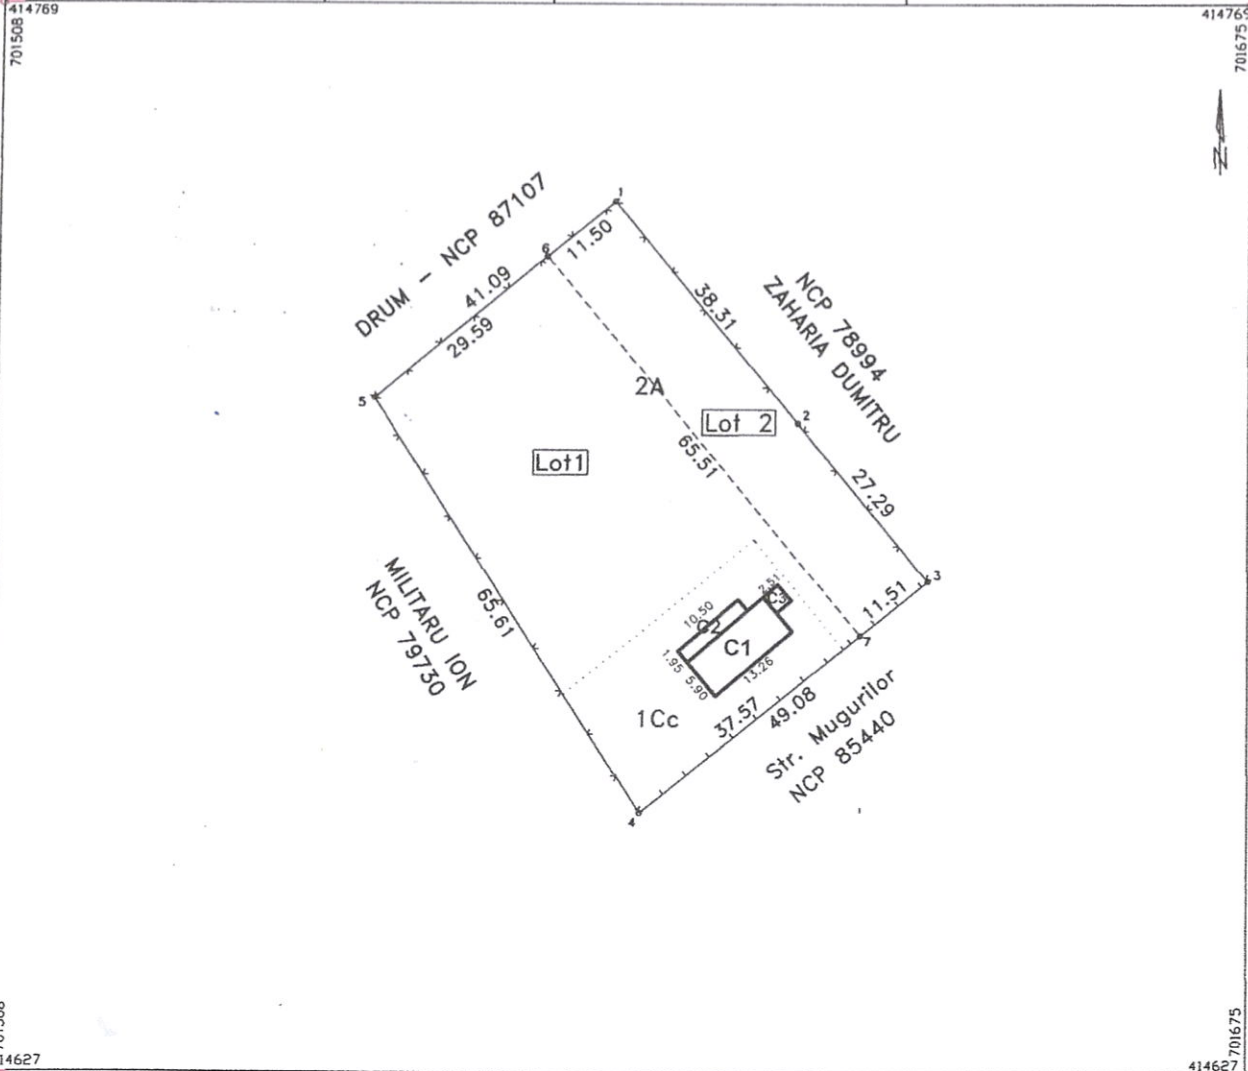 414769
414769
701508
701675
N
1
DRUM - NCP 87107
6
11.50
41.09
29.59
38.31
NCP 78994
ZAHARIA DUMITRU
5
2A
Lot 2
2
65.51
Lot1
27.29
MILITARU ION
NCP 79730
65.61
3
11.51
2.51
C3
10.50
C2
C1
1.95
5.90
13.26
7
1Cc
37.57
49.08
Str. Mugurilor
NCP 85440
4
701675
14627
414627